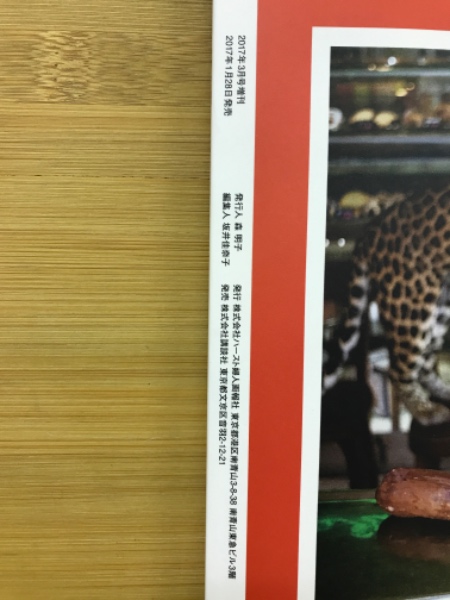 2017年3月号増刊
2017年1月28日発売
発行人 森 明子
編集人 坂井佳奈子
発行 株式会社ハースト婦人画報社 東京都港区南青山3-8-38 南青山東急ビル3階
発売 株式会社講談社 東京都文京区音羽2-12-21